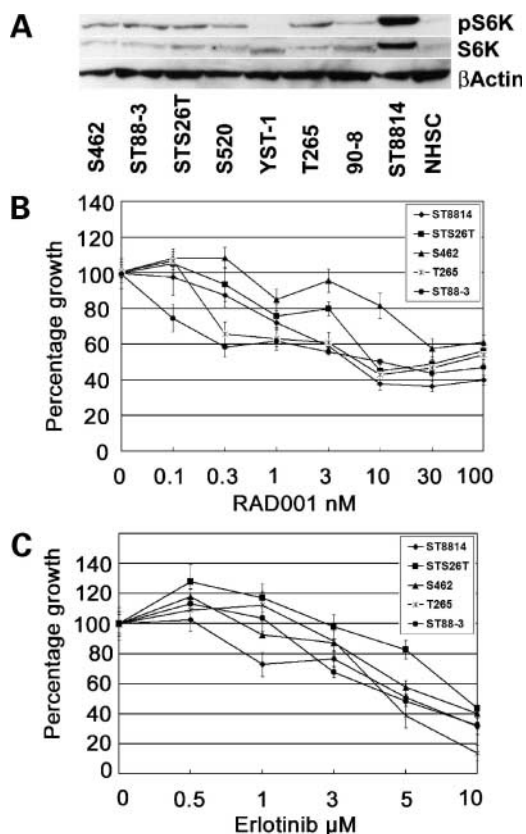 A
pS6K
S6K
βActin
S462
ST88-3
STS26T
S520
YST-1
T265
90-8
ST8814
NHSC
B
140
120
100
80
60
40
20
0
Percentage growth
ST8814
STS26T
S462
T265
ST88-3
0 0.1 0.3 1 3 10 30 100
RAD001 nM
C
140
120
100
80
60
40
20
0
Percentage growth
ST8814
STS26T
S462
T265
ST88-3
0 0.5 1 3 5 10
Erlotinib µM